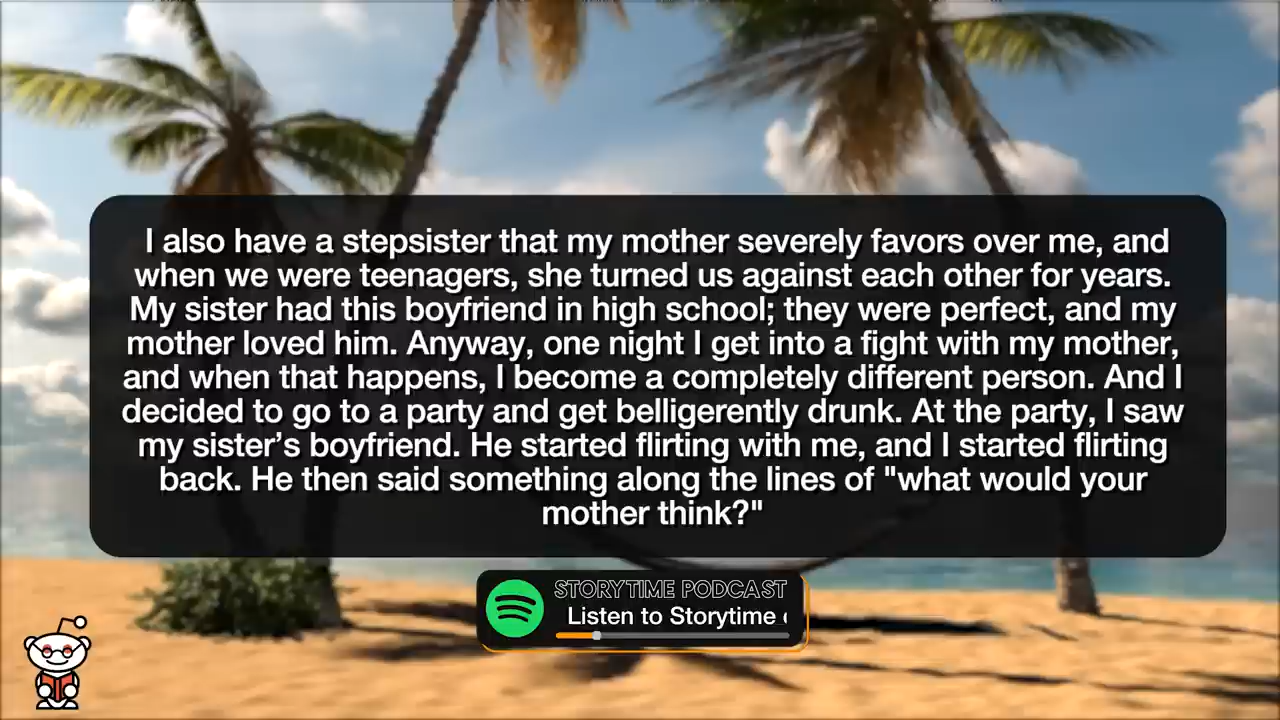 I also have a stepsister that my mother severely favors over me, and
when we were teenagers, she turned us against each other for years.
My sister had this boyfriend in high school; they were perfect, and my
mother loved him. Anyway, one night I get into a fight with my mother,
and when that happens, I become a completely different person. And I
decided to go to a party and get belligerently drunk. At the party, I saw
my sister’s boyfriend. He started flirting with me, and I started flirting
back. He then said something along the lines of "what would your
mother think?"
STORYTIME PODCAST
Listen to Storytime